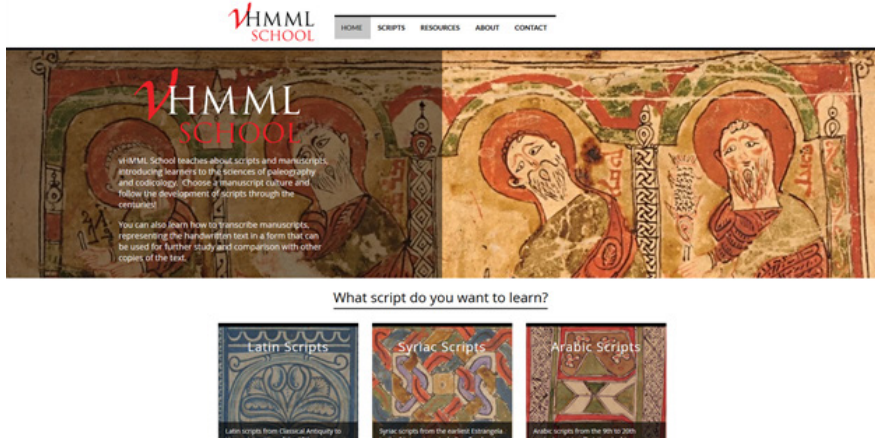 vHMML
SCHOOL
HOME SCRIPTS RESOURCES ABOUT CONTACT
vHMML
SCHOOL
vHMML School teaches about scripts and manuscripts,
introducing learners to the sciences of paleography
and codicology. Choose a manuscript culture and
follow the development of scripts through the
centuries!
You can also learn how to transcribe manuscripts,
representing the handwritten text in a form that can
be used for further study and comparison with other
copies of the text.
What script do you want to learn?
Latin Scripts
Syriac Scripts
Arabic Scripts
Latin scripts from Classical Antiquity to
Syriac scripts from the earliest Estrangela.
Arabic scripts from the 9th to 20th